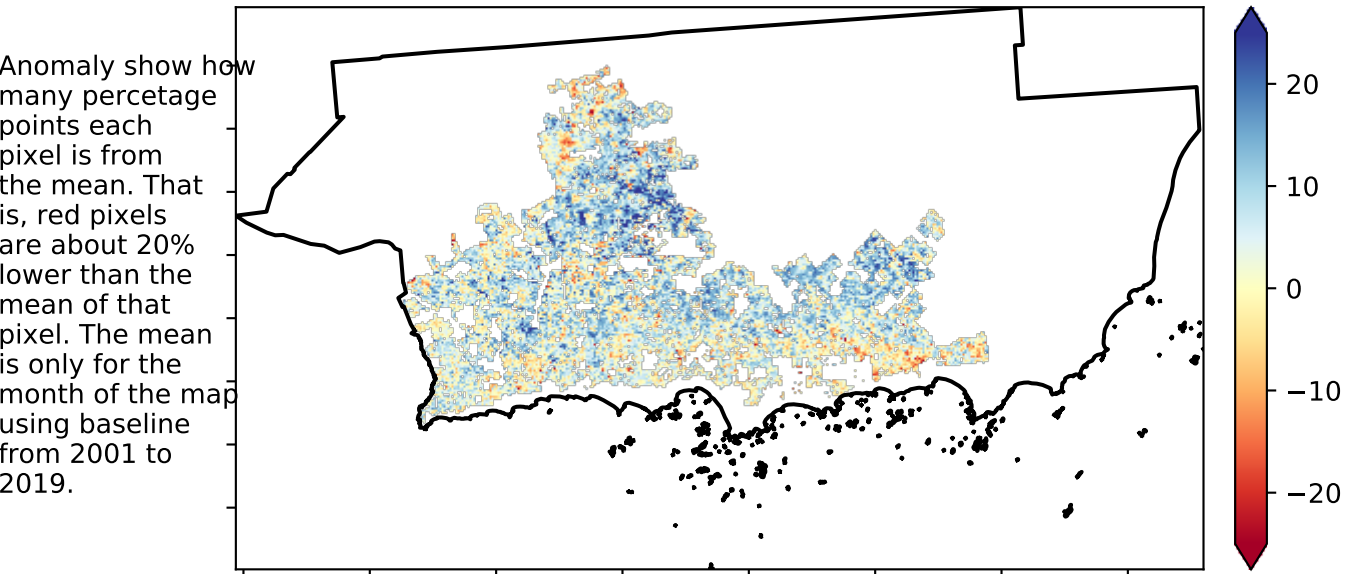 Anomaly show how
many percetage
points each
pixel is from
the mean. That
is, red pixels
are about 20%
lower than the
mean of that
pixel. The mean
is only for the
month of the map
using baseline
from 2001 to
2019.
20
10
0
−10
−20